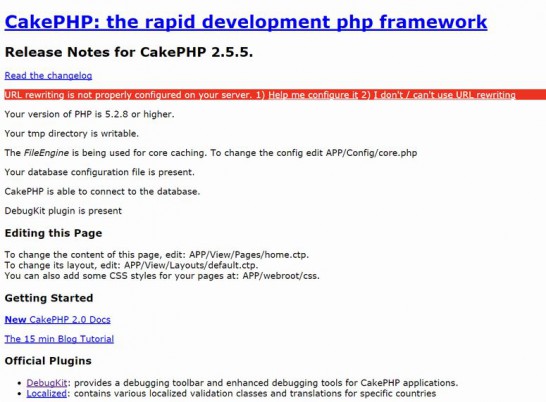 CakePHP: the rapid development php framework
Release Notes for CakePHP 2.5.5.
Read the changelog
URL rewriting is not properly configured on your server. 1) Help me configure it 2) I don't / can't use URL rewriting
Your version of PHP is 5.2.8 or higher.
Your tmp directory is writable.
The FileEngine is being used for core caching. To change the config edit APP/Config/core.php
Your database configuration file is present.
CakePHP is able to connect to the database.
DebugKit plugin is present
Editing this Page
To change the content of this page, edit: APP/View/Pages/home.ctp.
To change its layout, edit: APP/View/Layouts/default.ctp.
You can also add some CSS styles for your pages at: APP/webroot/css.
Getting Started
New CakePHP 2.0 Docs
The 15 min Blog Tutorial
Official Plugins
• DebugKit: provides a debugging toolbar and enhanced debugging tools for CakePHP applications.
• Localized: contains various localized validation classes and translations for specific countries